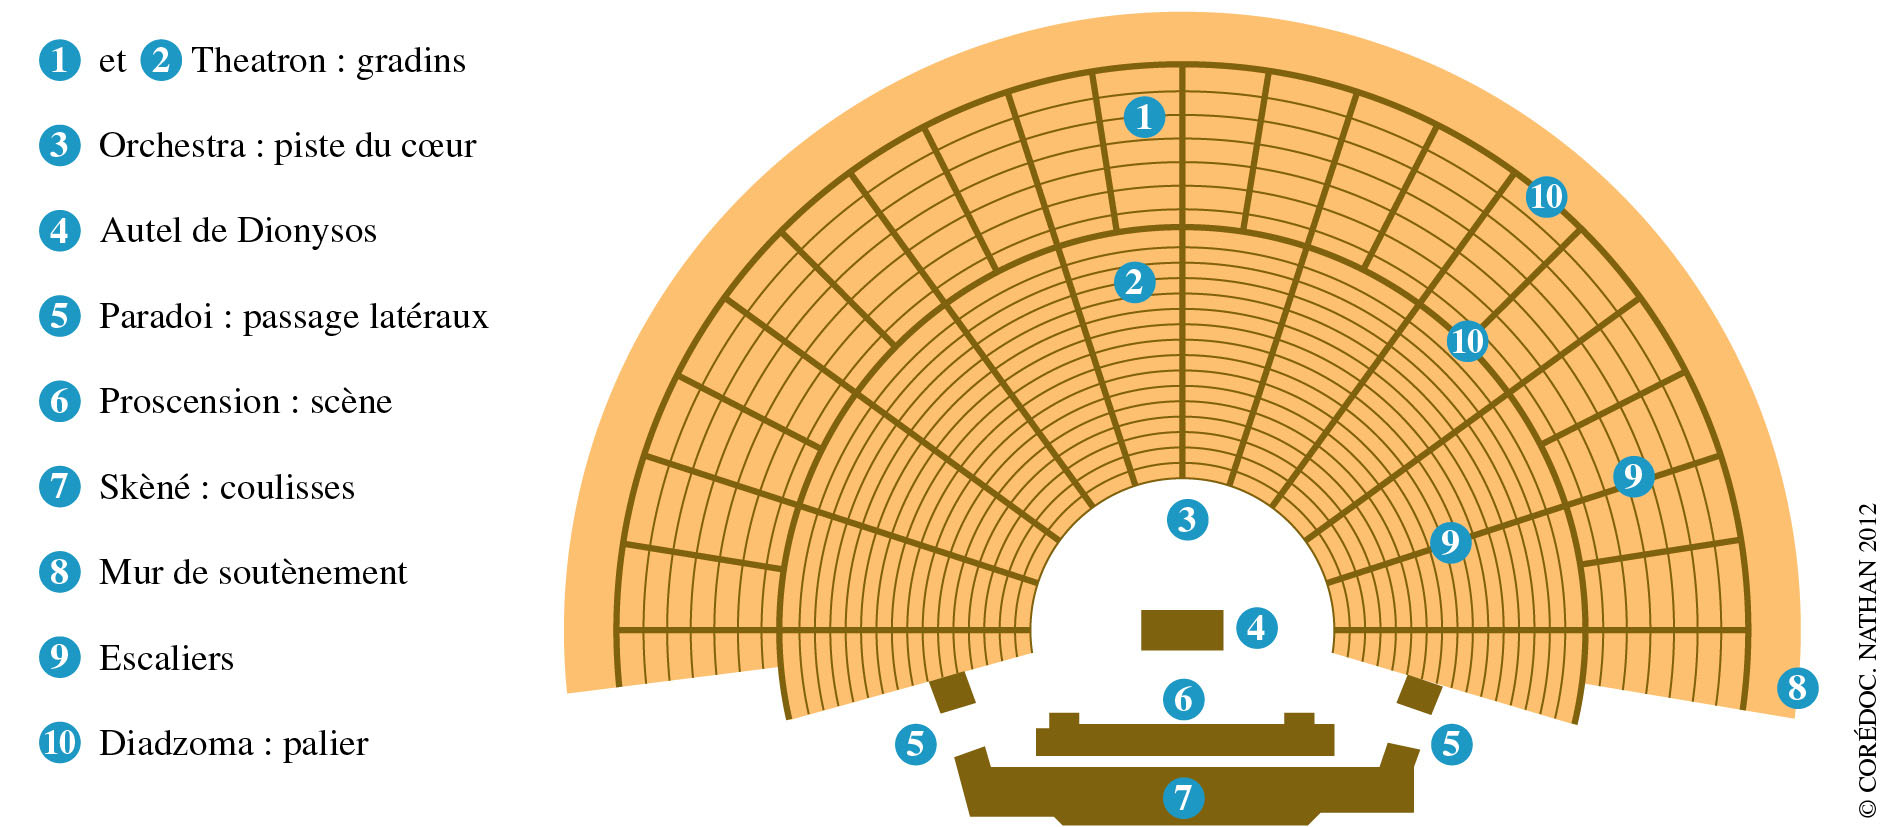 1 et 2 Theatron : gradins
3 Orchestra : piste du cœur
4 Autel de Dionysos
5 Paradoi : passage latéraux
6 Proscension : scène
7 Skèné : coulisses
8 Mur de soutènement
9 Escaliers
10 Diadzoma : palier
1
10
2
10
9
3
9
4
8
6
5
5
7
© CORÉDOC. NATHAN 2012